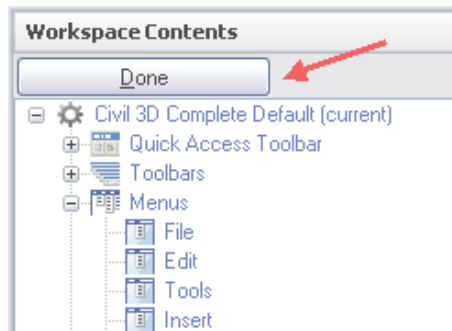 Workspace Contents
Done
Civil 3D Complete Default (current)
Quick Access Toolbar
Toolbars
Menus
File
Edit
Tools
Insert